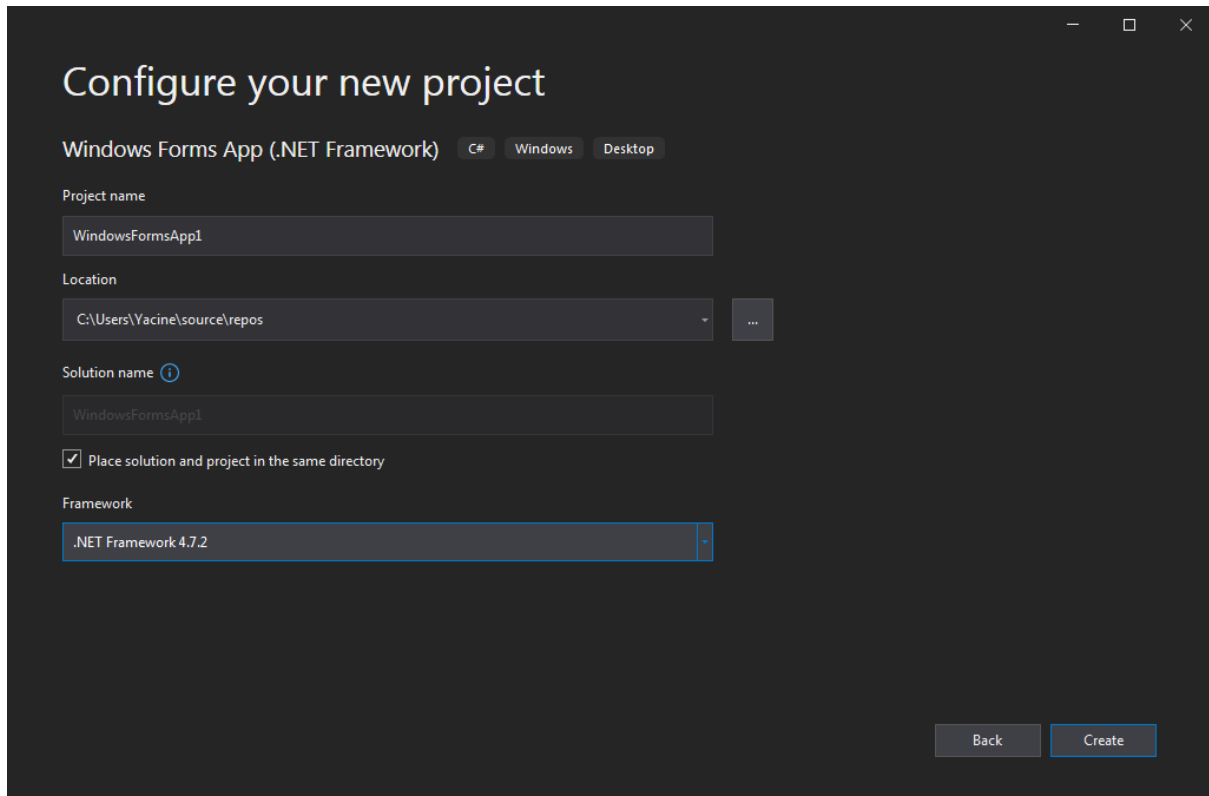 Configure your new project
Windows Forms App (.NET Framework) C# Windows Desktop
Project name
WindowsFormsApp1
Location
C:\Users\Yacine\source\repos
...
Solution name
WindowsFormsApp1
Place solution and project in the same directory
Framework
.NET Framework 4.7.2
Back Create